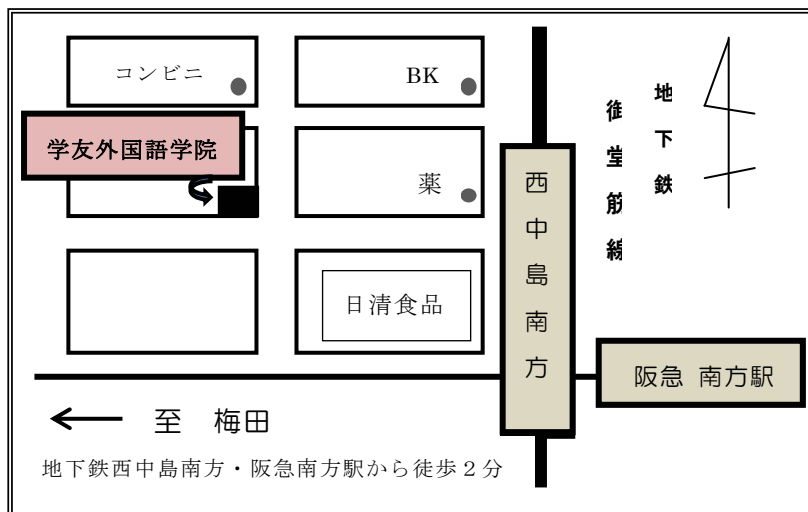 コンビニ
BK
学友外国語学院
薬
日清食品
西中島南方
地下鉄
御堂筋線
阪急 南方駅
至 梅田
地下鉄西中島南方・阪急南方駅から徒歩２分